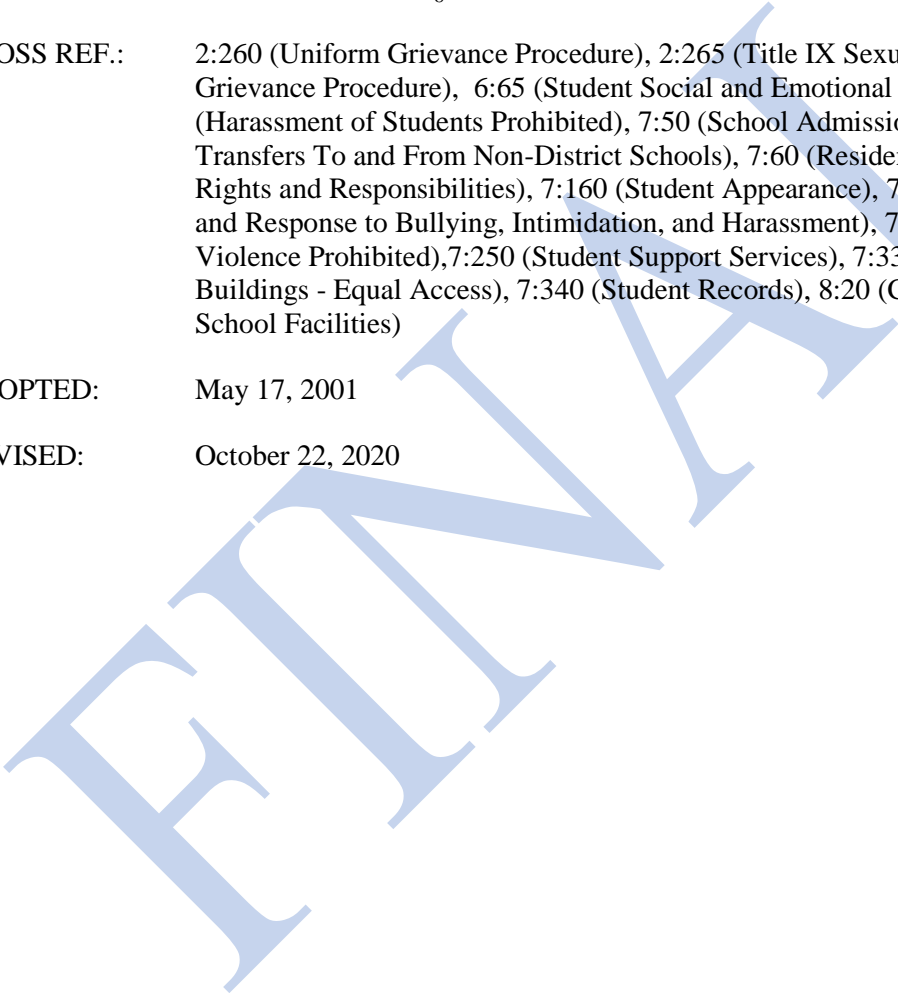 OSS REF.: 2:260 (Uniform Grievance Procedure), 2:265 (Title IX Sexu
Grievance Procedure), 6:65 (Student Social and Emotional
(Harassment of Students Prohibited), 7:50 (School Admissio
Transfers To and From Non-District Schools), 7:60 (Reside
Rights and Responsibilities), 7:160 (Student Appearance), 7
and Response to Bullying, Intimidation, and Harassment), 7
Violence Prohibited),7:250 (Student Support Services), 7:33
Buildings - Equal Access), 7:340 (Student Records), 8:20 (C
School Facilities)
OPTED: May 17, 2001
VISED: October 22, 2020
FINAL